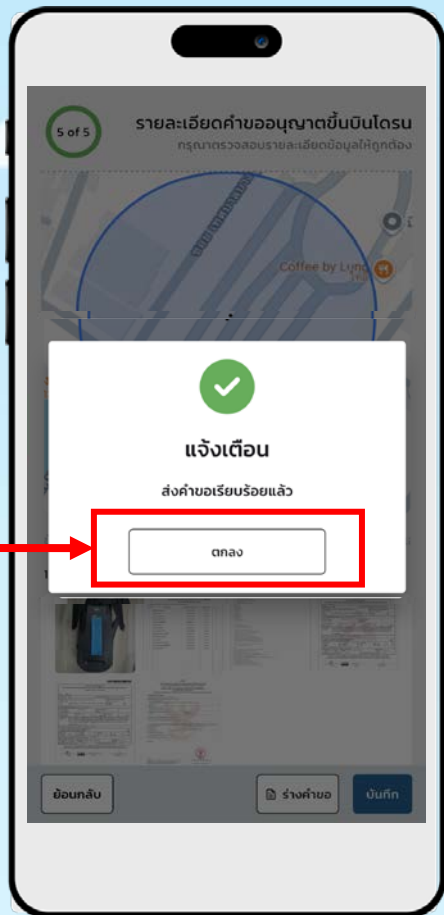 5 of 5
รายละเอียดคำขออนุญาตขึ้นบินโดรน
กรุณาตรวจสอบรายละเอียดข้อมูลให้ถูกต้อง
Coffee by Lung
แจ้งเตือน
ส่งคำขอเรียบร้อยแล้ว
ตกลง
ย้อนกลับ
ร่างคำขอ
บันทึก